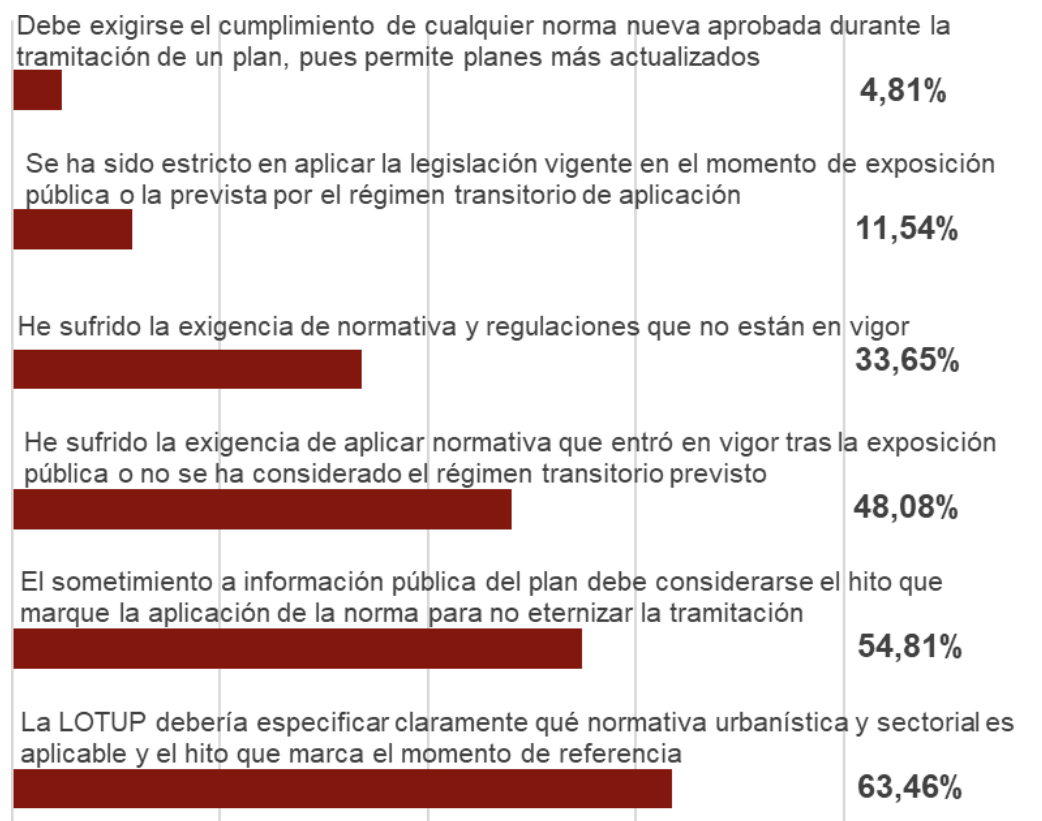 Debe exigirse el cumplimiento de cualquier norma nueva aprobada durante la
tramitación de un plan, pues permite planes más actualizados
4,81%
Se ha sido estricto en aplicar la legislación vigente en el momento de exposición
pública o la prevista por el régimen transitorio de aplicación
11,54%
He sufrido la exigencia de normativa y regulaciones que no están en vigor
33,65%
He sufrido la exigencia de aplicar normativa que entró en vigor tras la exposición
pública o no se ha considerado el régimen transitorio previsto
48,08%
El sometimiento a información pública del plan debe considerarse el hito que
marque la aplicación de la norma para no eternizar la tramitación
54,81%
La LOTUP debería especificar claramente qué normativa urbanística y sectorial es
aplicable y el hito que marca el momento de referencia
63,46%